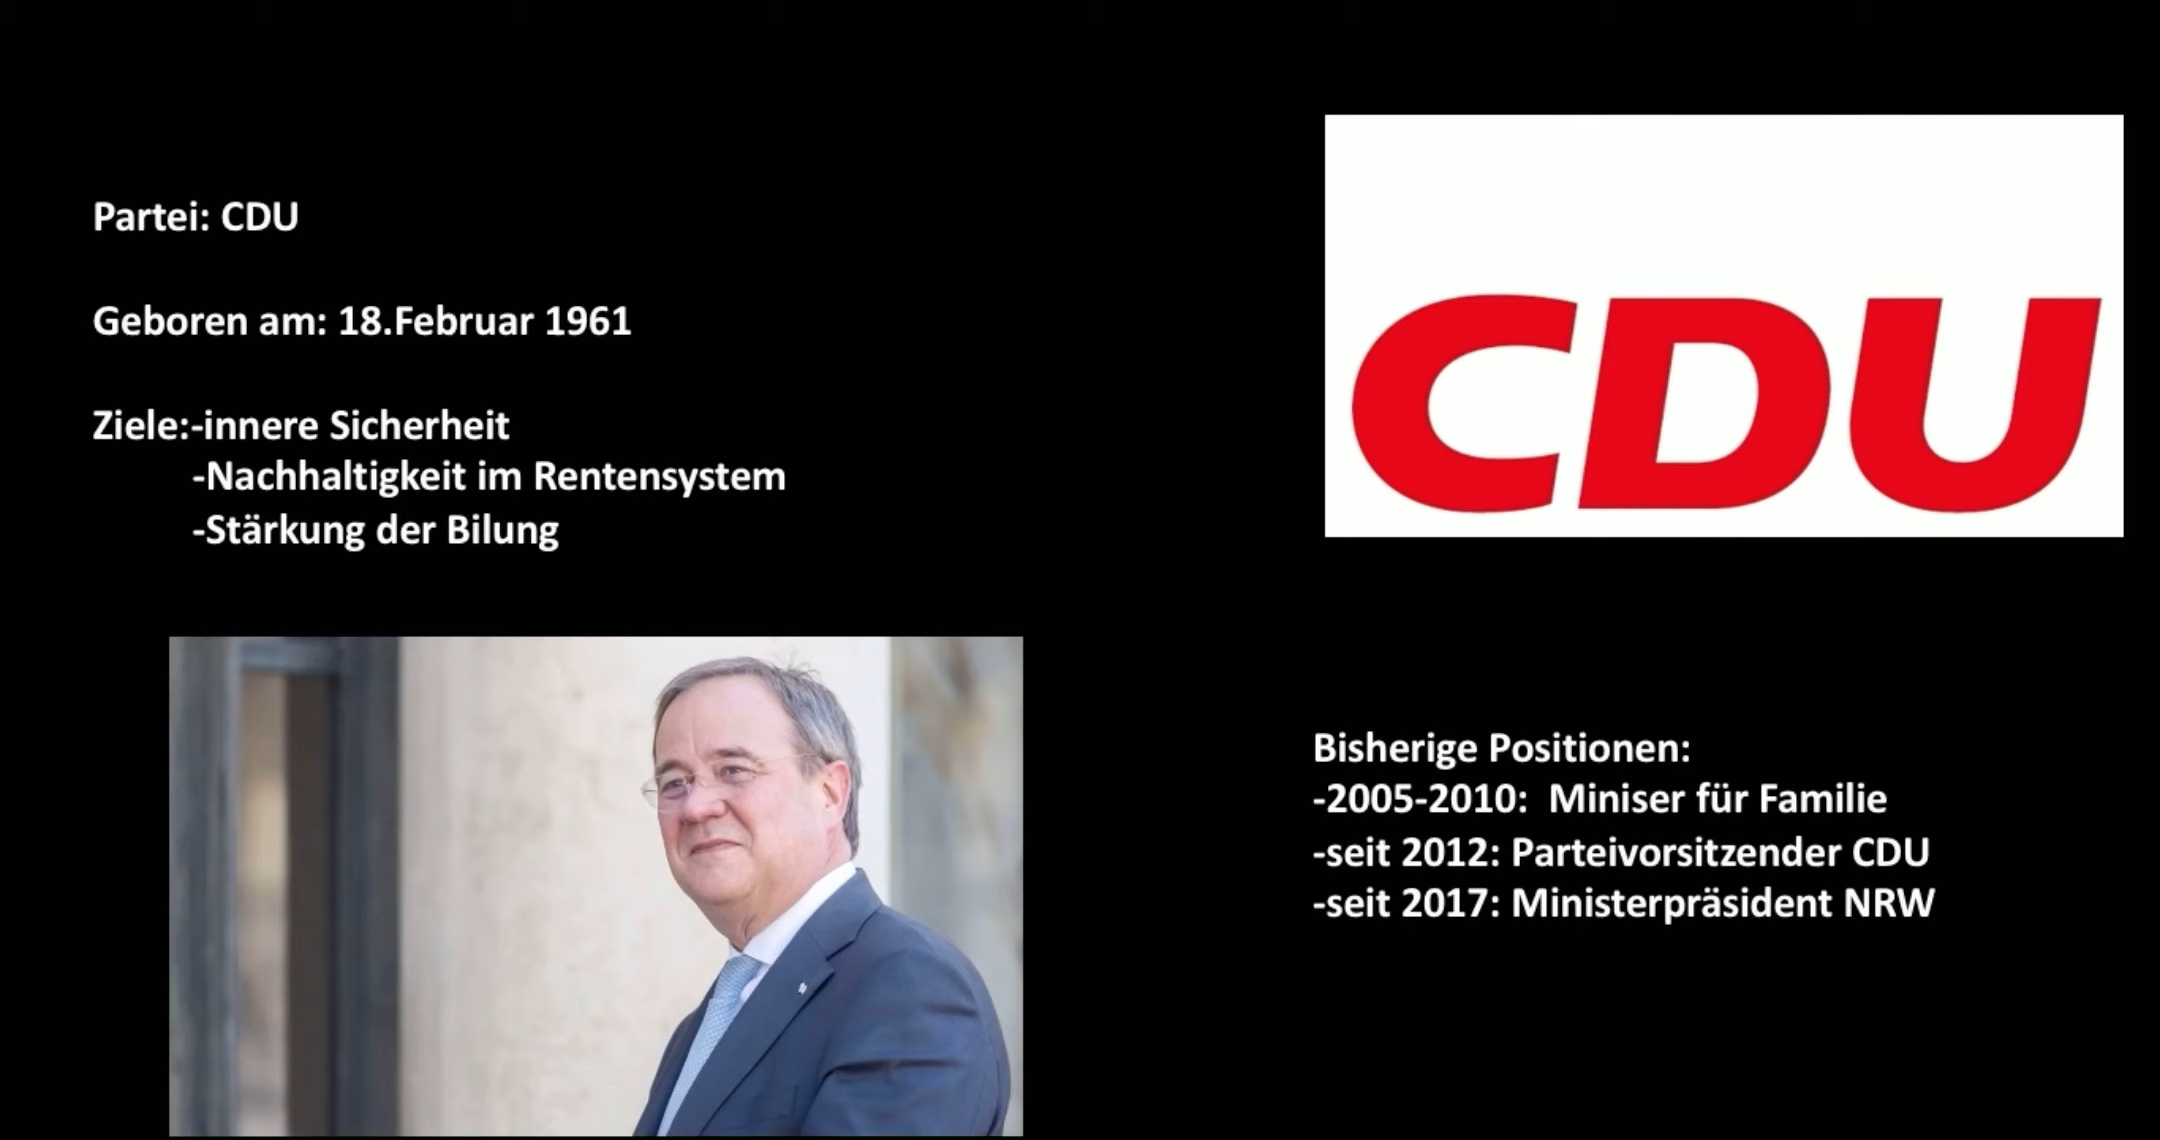 Partei: CDU
Geboren am: 18.Februar 1961
Ziele:-innere Sicherheit
-Nachhaltigkeit im Rentensystem
-Stärkung der Bilung
CDU
Bisherige Positionen:
-2005-2010:  Miniser für Familie
-seit 2012: Parteivorsitzender CDU
-seit 2017: Ministerpräsident NRW